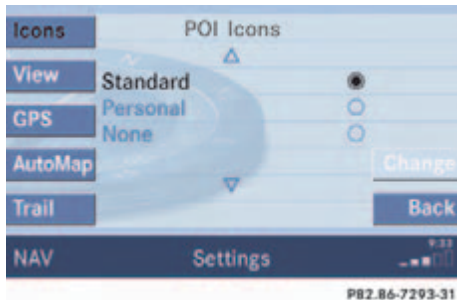 Icons
POI Icons
View
Standard
GPS
Personal
None
AutoMap
Change
Trail
Back
NAV
Settings
9:33
P82.86-7293-31